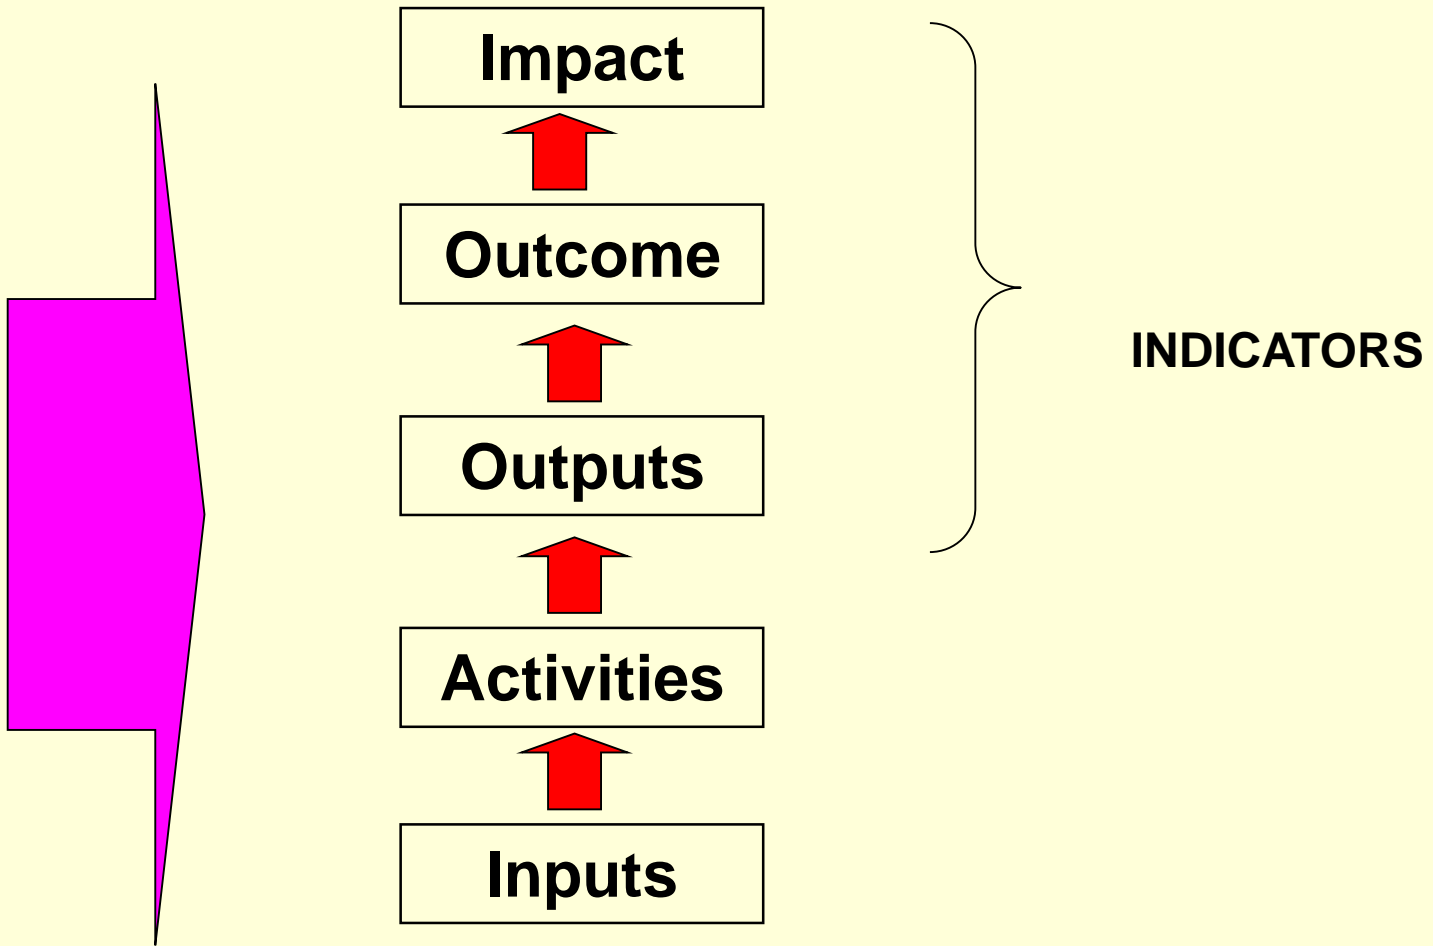 Impact
Outcome
INDICATORS
Outputs
Activities
Inputs